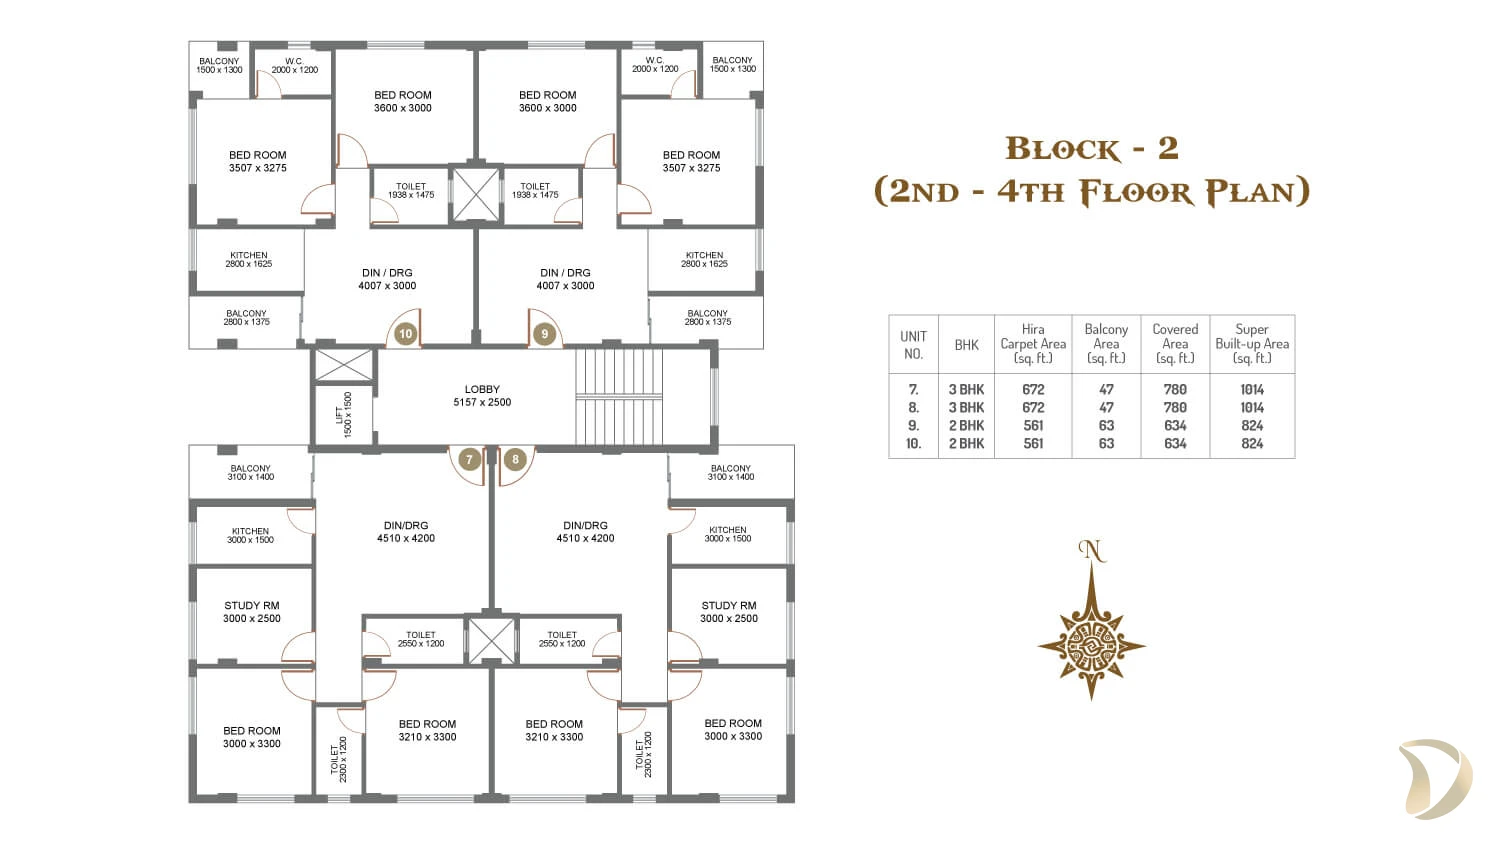 BALCONY
1500 x 1300
W.C.
2000 x 1200
BED ROOM
3600 x 3000
BED ROOM
3600 x 3000
W.C.
2000 x 1200
BALCONY
1500 x 1300
BED ROOM
3507 x 3275
TOILET
1938 x 1475
TOILET
1938 x 1475
BED ROOM
3507 x 3275
KITCHEN
2800 x 1625
DIN / DRG
4007 x 3000
DIN / DRG
4007 x 3000
KITCHEN
2800 x 1625
BALCONY
2800 x 1375
10
9
BALCONY
2800 x 1375
LIFT
1500 x 1500
LOBBY
5157 x 2500
BALCONY
3100 x 1400
7
8
BALCONY
3100 x 1400
KITCHEN
3000 x 1500
DIN/DRG
4510 x 4200
DIN/DRG
4510 x 4200
KITCHEN
3000 x 1500
STUDY RM
3000 x 2500
TOILET
2550 x 1200
TOILET
2550 x 1200
STUDY RM
3000 x 2500
BED ROOM
3000 x 3300
TOILET
2300 x 1200
BED ROOM
3210 x 3300
BED ROOM
3210 x 3300
TOILET
2300 x 1200
BED ROOM
3000 x 3300
Block - 2
(2nd - 4th Floor Plan)
UNIT NO. BHK Hira Carpet Area (sq. ft.) Balcony Area (sq. ft.) Covered Area (sq. ft.) Super Built-up Area (sq. ft.)
7. 3 BHK 672 47 780 1014
8. 3 BHK 672 47 780 1014
9. 2 BHK 561 63 634 824
10. 2 BHK 561 63 634 824
N